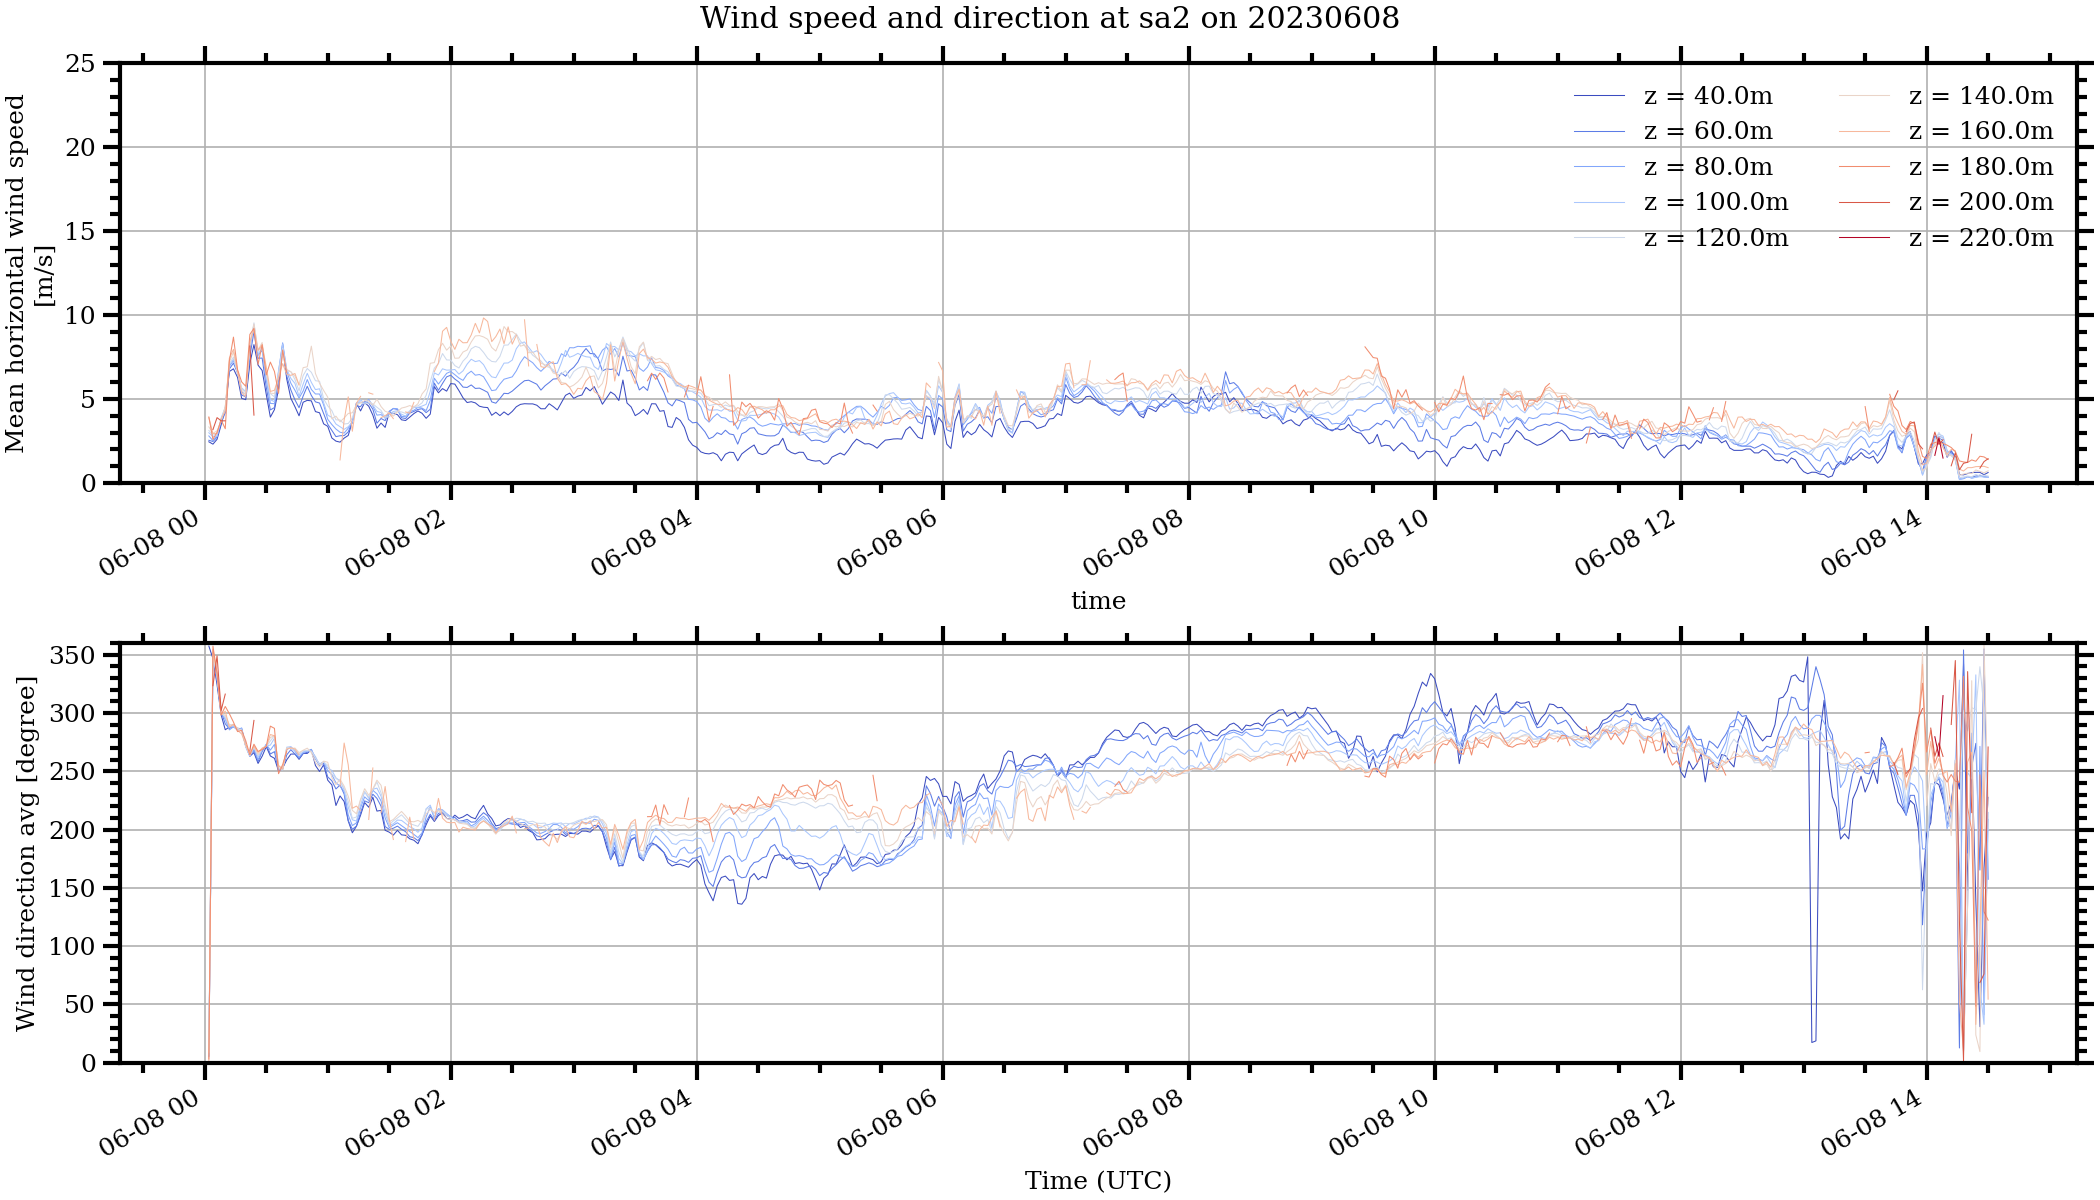 Wind speed and direction at sa2 on 20230608
Mean horizontal wind speed
[m/s]
25
20
15
10
5
0
z = 40.0m
z = 60.0m
z = 80.0m
z = 100.0m
z = 120.0m
z = 140.0m
z = 160.0m
z = 180.0m
z = 200.0m
z = 220.0m
06-08 00
06-08 02
06-08 04
06-08 06
06-08 08
06-08 10
06-08 12
06-08 14
time
Wind direction avg [degree]
350
300
250
200
150
100
50
0
06-08 00
06-08 02
06-08 04
06-08 06
06-08 08
06-08 10
06-08 12
06-08 14
Time (UTC)